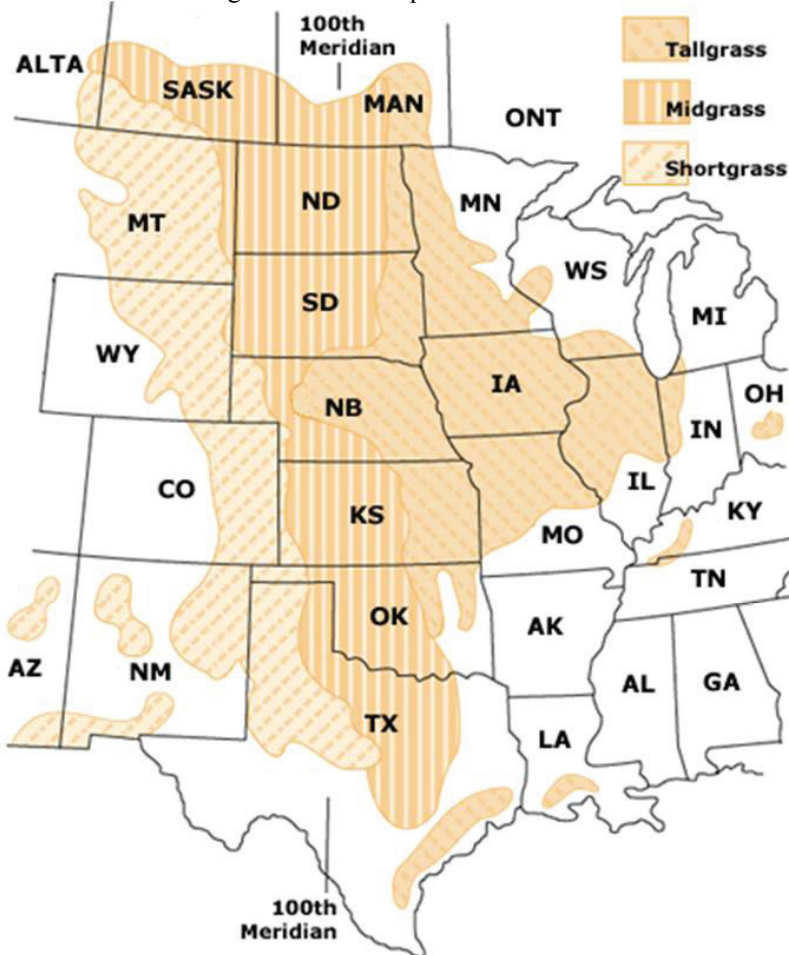 100th
Meridian
Tallgrass
ALTA
SASK
MAN
Midgrass
ONT
Shortgrass
ND
MN
MT
WS
SD
MI
WY
IA
NB
OH
IN
CO
IL
KS
KY
MO
TN
OK
AK
AZ
NM
AL
GA
TX
LA
100th
Meridian